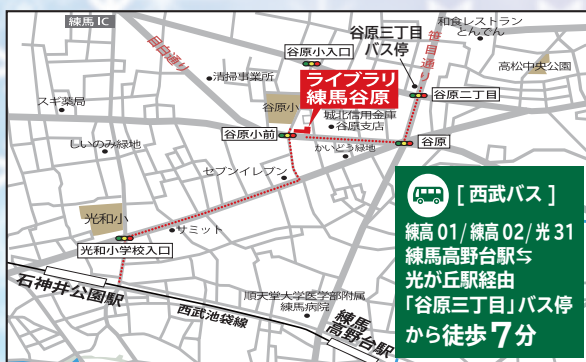 練馬IC
目白通り
谷原小入口
谷原三丁目
バス停
笹目通り
和食レストラン
とんでん
高松中央公園
清掃事業所
ライブラリ
練馬谷原
谷原二丁目
スギ薬局
谷原小
城北信用金庫
谷原支店
谷原小前
谷原
しいのみ緑地
かいどう緑地
セブンイレブン
光和小
サミット
光和小学校入口
石神井公園駅
西武池袋線
順天堂大学医学部附属
練馬病院
練馬
高野台駅
[西武バス]
練高01/練高02/光31
練馬高野台駅⇆
光が丘駅経由
「谷原三丁目」バス停
から徒歩7分